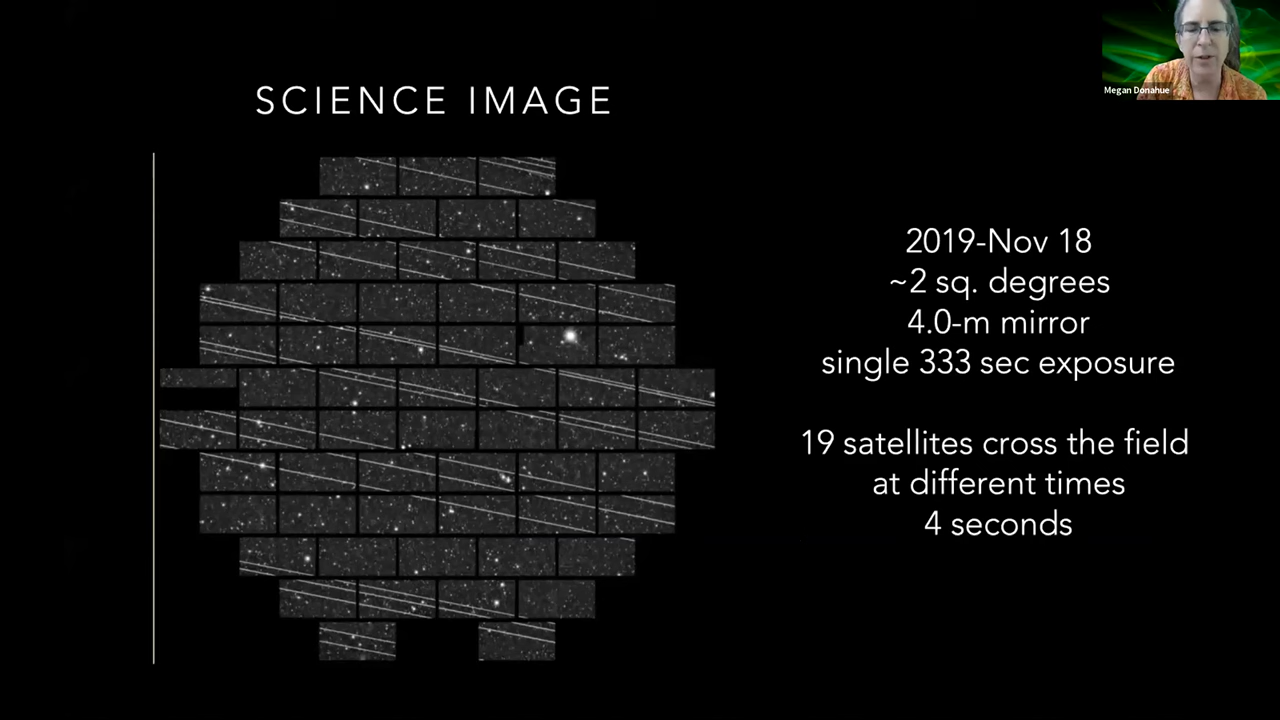 Megan Donahue
SCIENCE IMAGE
2019-Nov 18
~2 sq. degrees
4.0-m mirror
single 333 sec exposure
19 satellites cross the field
at different times
4 seconds